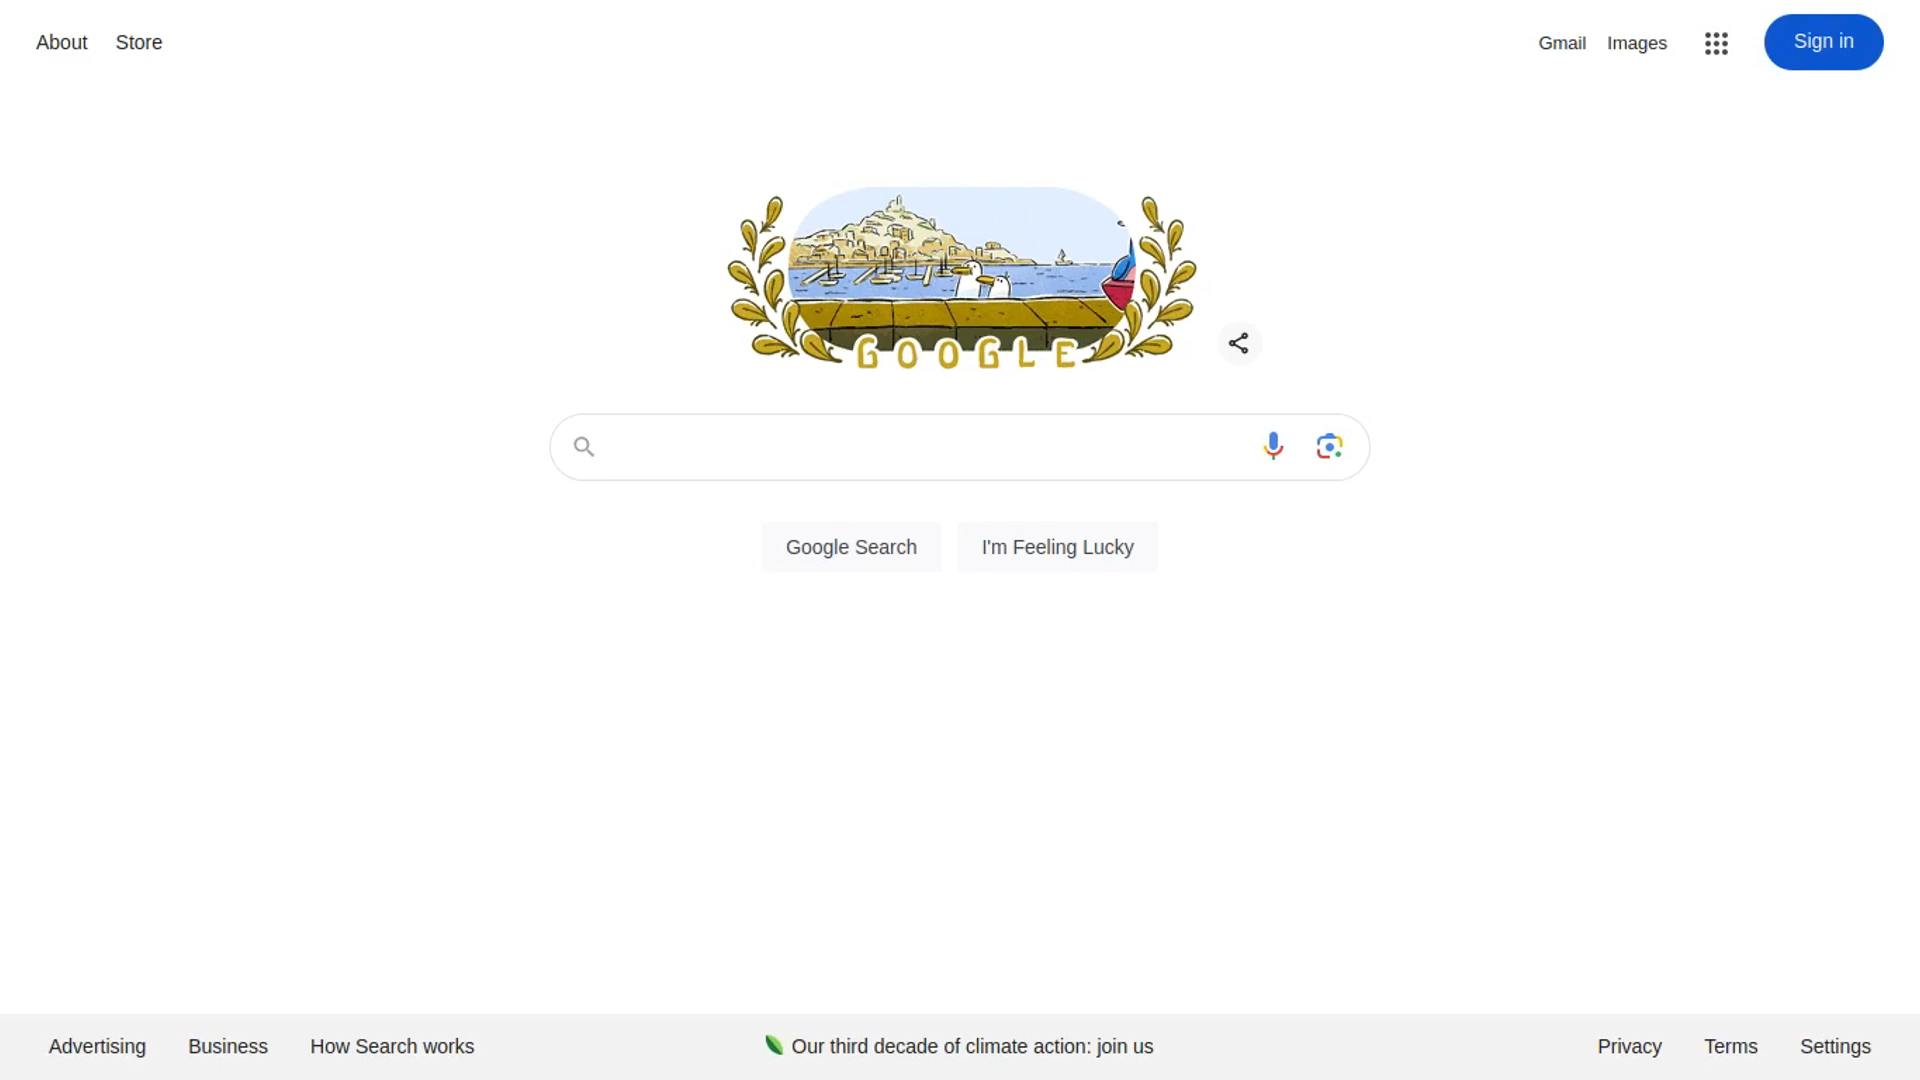 About Store
Gmail Images
Sign in
GOOGLE
Google Search
I'm Feeling Lucky
Our third decade of climate action: join us
Advertising Business How Search works
Privacy Terms Settings